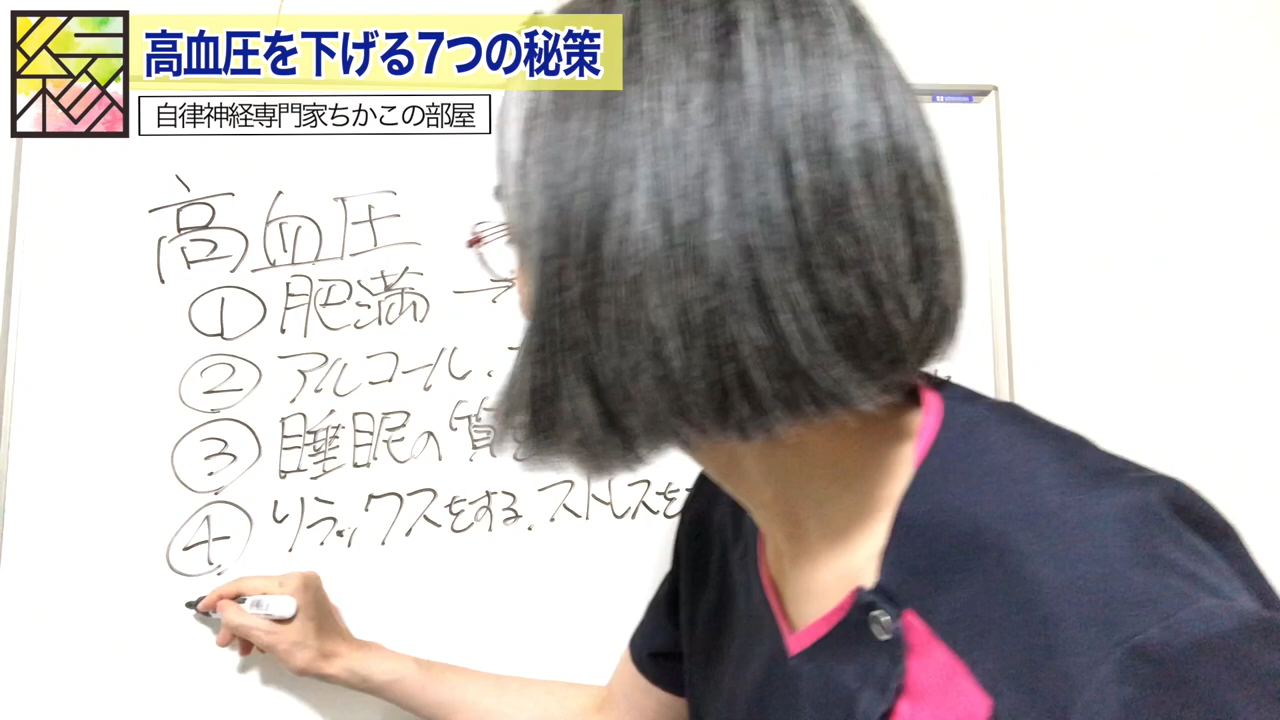 高血圧を下げる7つの秘策
自律神経専門家ちかこの部屋
高血圧
① 肥満 →
② アルコール、
③ 睡眠の質
④ リラックスをする、ストレスを